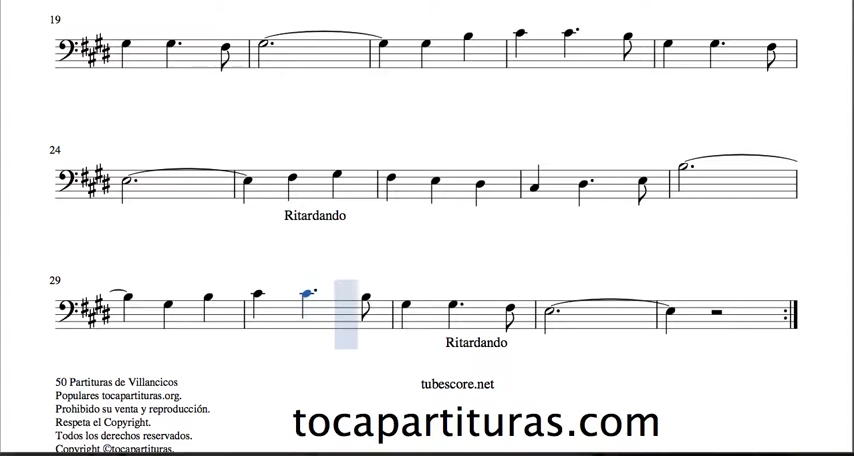 19
24
Ritardando
29
Ritardando
50 Partituras de Villancicos
Populares tocapartituras.org.
Prohibido su venta y reproducción.
Respeta el Copyright.
Todos los derechos reservados.
Copyright ©tocapartituras.
tubescore.net
tocapartituras.com